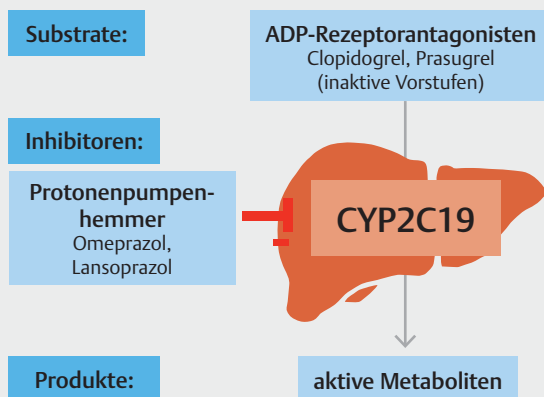 Substrate:
ADP-Rezeptorantagonisten
Clopidogrel, Prasugrel
(inaktive Vorstufen)
Inhibitoren:
Protonenpumpen-
hemmer
Omeprazol,
Lansoprazol
CYP2C19
Produkte:
aktive Metaboliten